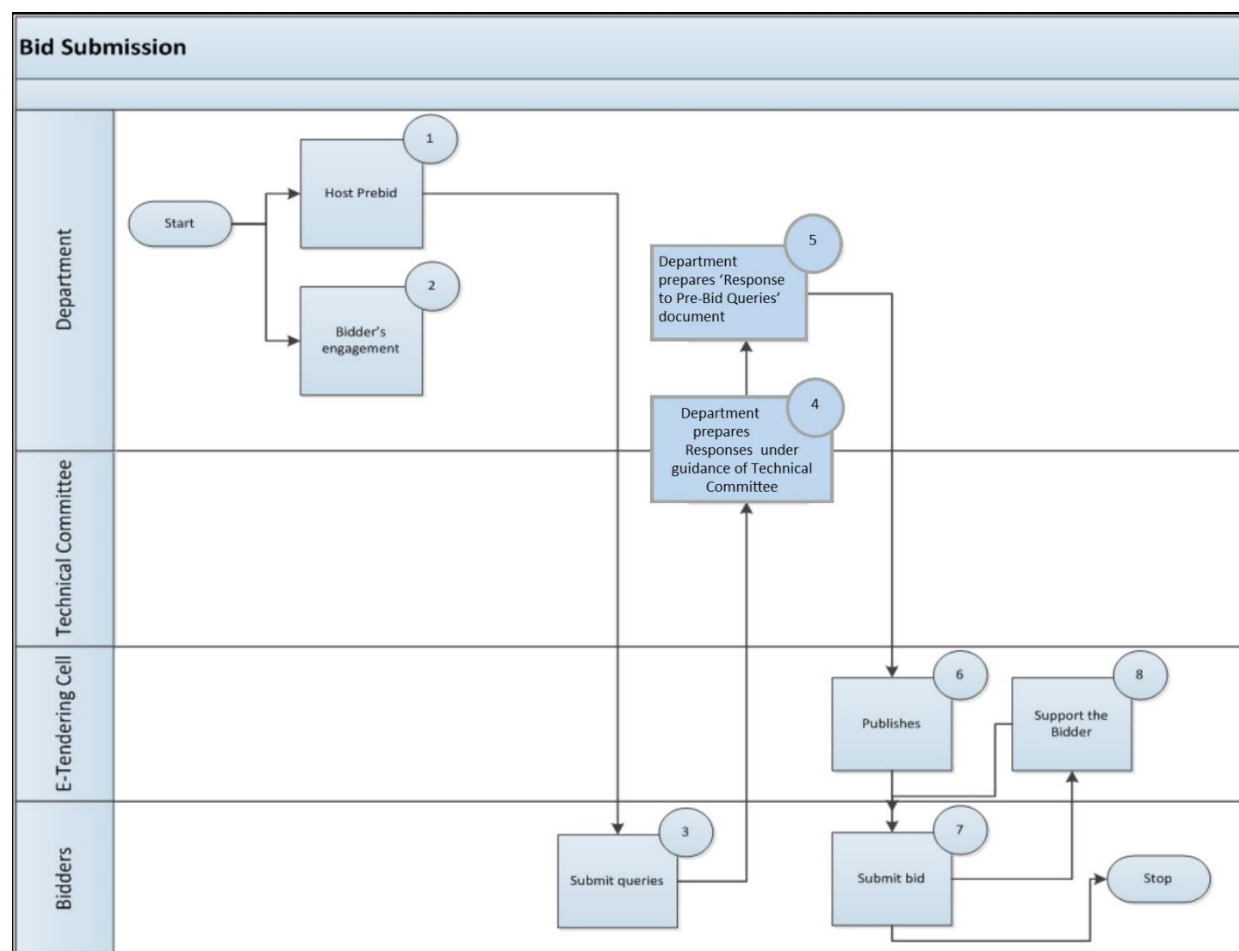 Bid Submission
Department
Start
1
Host Prebid
2
Bidder's
engagement
5
Department
prepares ‘Response
to Pre-Bid Queries’
document
4
Department
prepares
Responses under
guidance of Technical
Committee
Technical Committee
E-Tendering Cell
6
Publishes
8
Support the
Bidder
Bidders
3
Submit queries
7
Submit bid
Stop